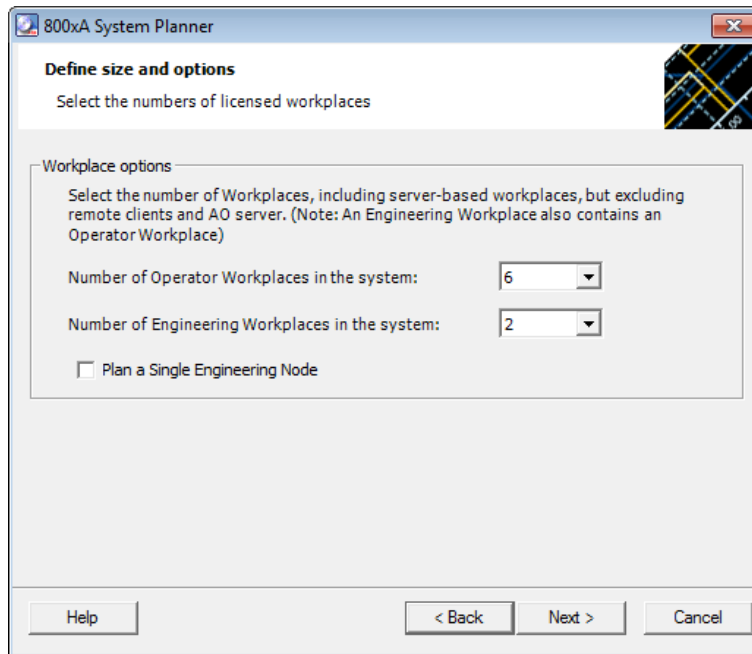 800xA System Planner
Define size and options
Select the numbers of licensed workplaces
Workplace options
Select the number of Workplaces, including server-based workplaces, but excluding
remote clients and AO server. (Note: An Engineering Workplace also contains an
Operator Workplace)
Number of Operator Workplaces in the system: 6
Number of Engineering Workplaces in the system: 2
Plan a Single Engineering Node
Help < Back Next > Cancel